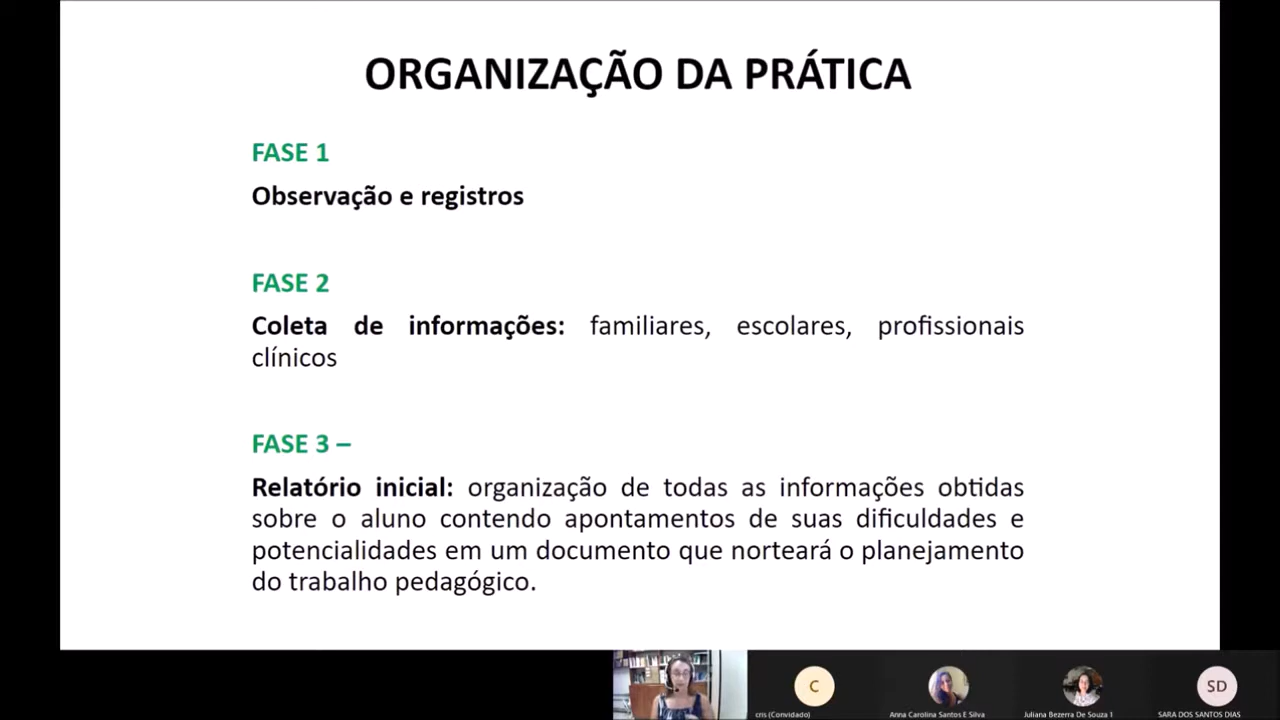 ORGANIZAÇÃO DA PRÁTICA
FASE 1
Observação e registros
FASE 2
Coleta de informações: familiares, escolares, profissionais
clínicos
FASE 3 –
Relatório inicial: organização de todas as informações obtidas
sobre o aluno contendo apontamentos de suas dificuldades e
potencialidades em um documento que norteará o planejamento
do trabalho pedagógico.
C
SD
cris (Convidado)
Anna Carolina Santos E Silva
Juliana Bezerra De Souza 1
SARA DOS SANTOS DIAS